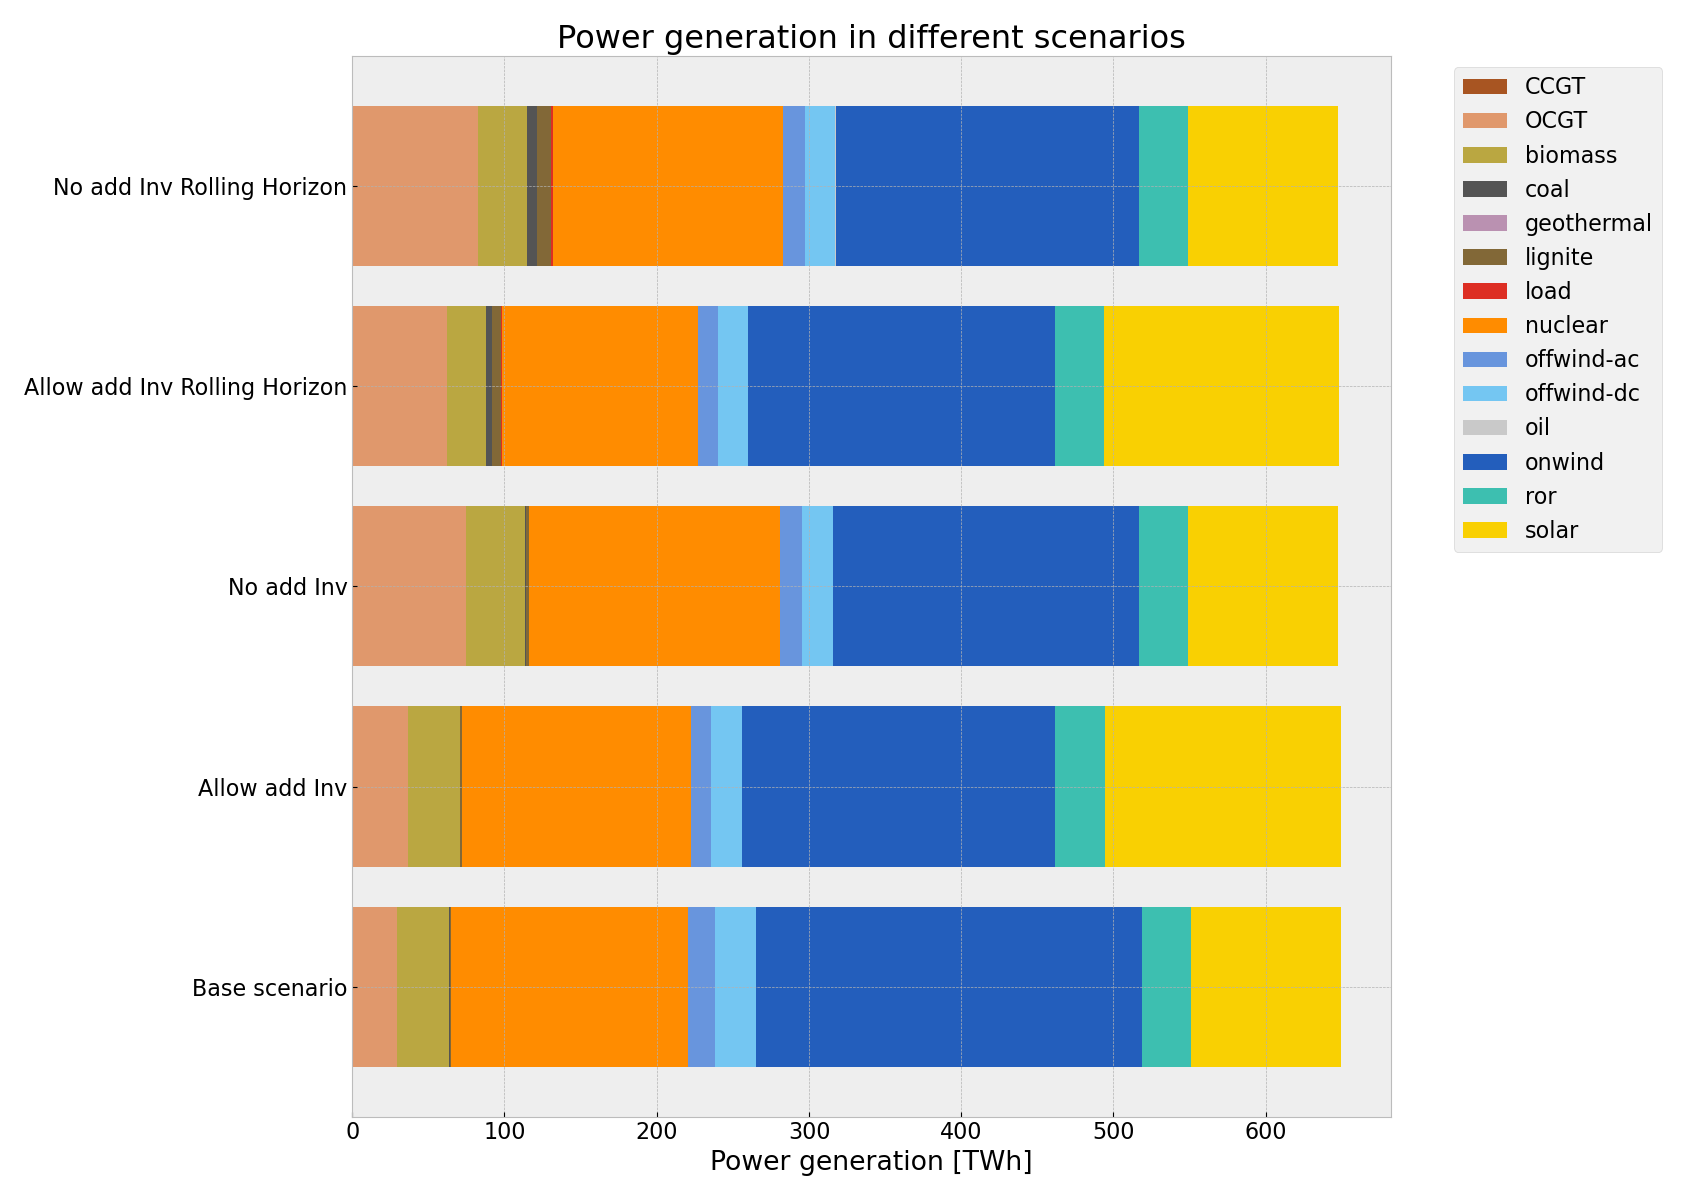 Power generation in different scenarios
No add Inv Rolling Horizon
Allow add Inv Rolling Horizon
No add Inv
Allow add Inv
Base scenario
0 100 200 300 400 500 600
Power generation [TWh]
CCGT
OCGT
biomass
coal
geothermal
lignite
load
nuclear
offwind-ac
offwind-dc
oil
onwind
ror
solar